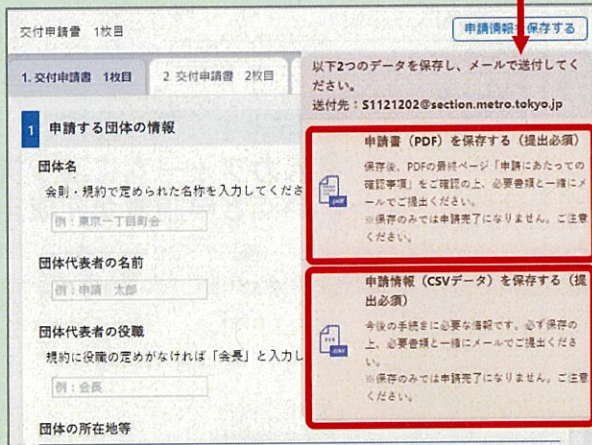 交付申請書 1枚目
申請情報を保存する
1. 交付申請書 1枚目
2 交付申請書 2枚目
以下2つのデータを保存し、メールで送付してく
ださい。
送付先：S1121202@section.metro.tokyo.jp
1 申請する団体の情報
団体名
会則・規約で定められた名称を入力してくださ
例：東京一丁目町会
団体代表者の名前
例：申請 太郎
団体代表者の役職
規約に役職の定めがなければ「会長」と入力し
例：会長
団体の所在地等
申請書（PDF）を保存する（提出必須）
保存後、PDFの最終ページ「申請にあたっての
確認事項」をご確認の上、必要書類と一緒にメ
ールでご提出ください。
※保存のみでは申請完了になりません。ご注意
ください。
.pdf
申請情報（CSVデータ）を保存する（提
出必須）
今後の手続きに必要な情報です。必ず保存の
上、必要書類と一緒にメールでご提出くださ
い。
※保存のみでは申請完了になりません。ご注意
ください。
.csv